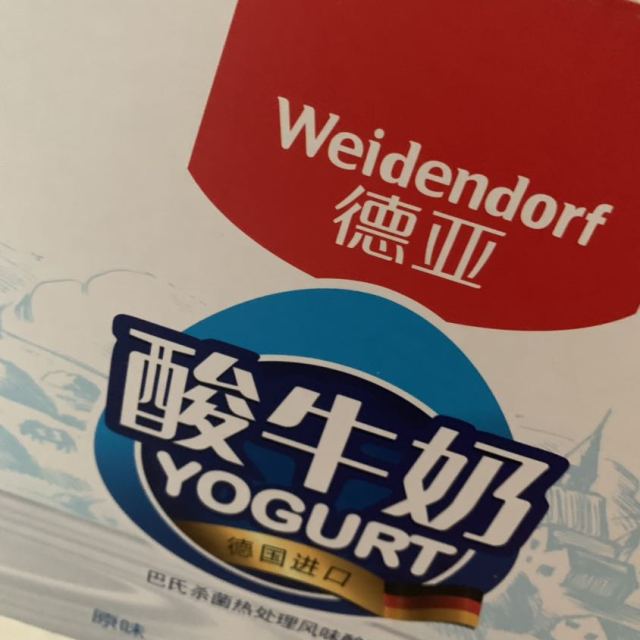 Weidendorf
德亚
酸牛奶
YOGURT
德国进口
巴氏杀菌热处理风味酸
原味